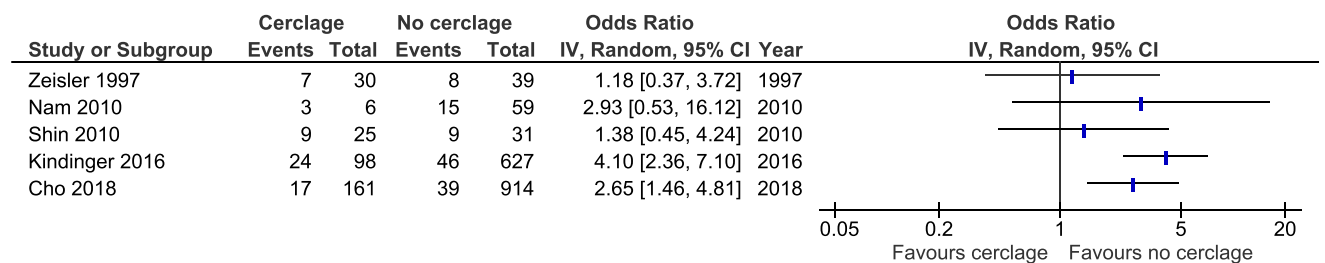 Cerclage No cerclage Odds Ratio Odds Ratio
Study or Subgroup Events Total Events Total IV, Random, 95% CI Year IV, Random, 95% CI
Zeisler 1997 7 30 8 39 1.18 [0.37, 3.72] 1997
Nam 2010 3 6 15 59 2.93 [0.53, 16.12] 2010
Shin 2010 9 25 9 31 1.38 [0.45, 4.24] 2010
Kindinger 2016 24 98 46 627 4.10 [2.36, 7.10] 2016
Cho 2018 17 161 39 914 2.65 [1.46, 4.81] 2018
0.05 0.2 1 5 20
Favours cerclage Favours no cerclage